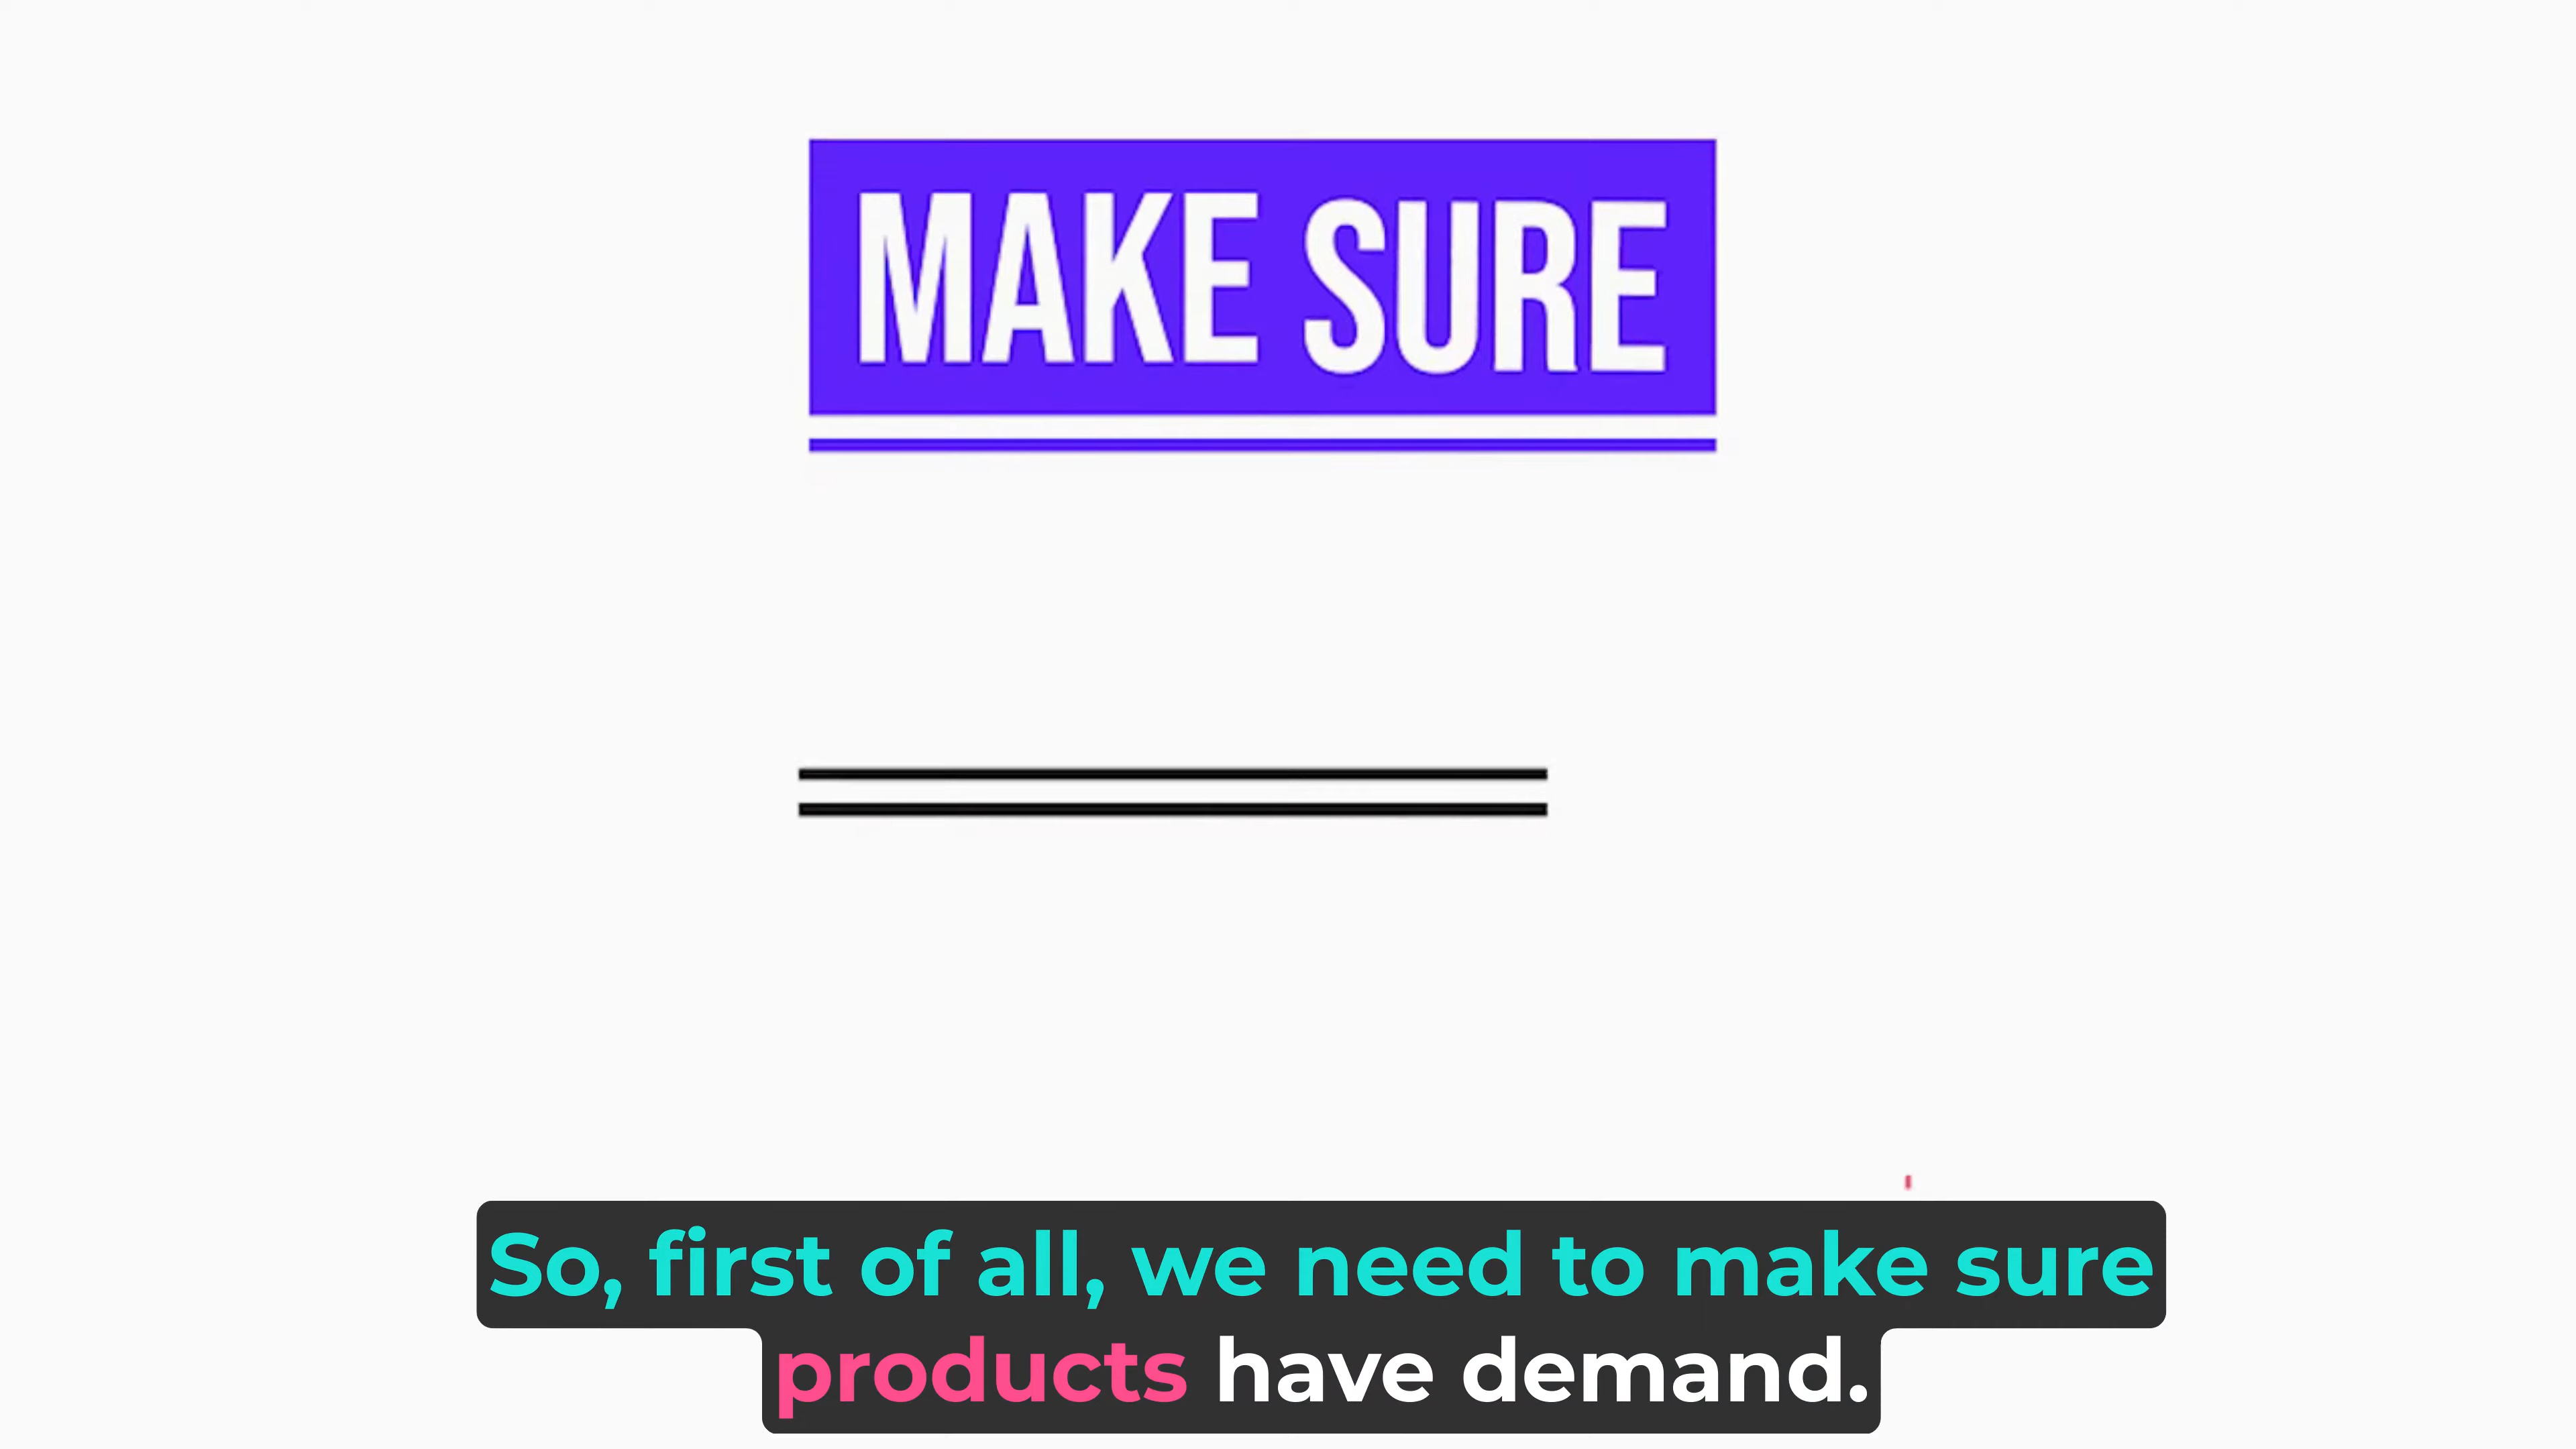 MAKE SURE
So, first of all, we need to make sure
products have demand.